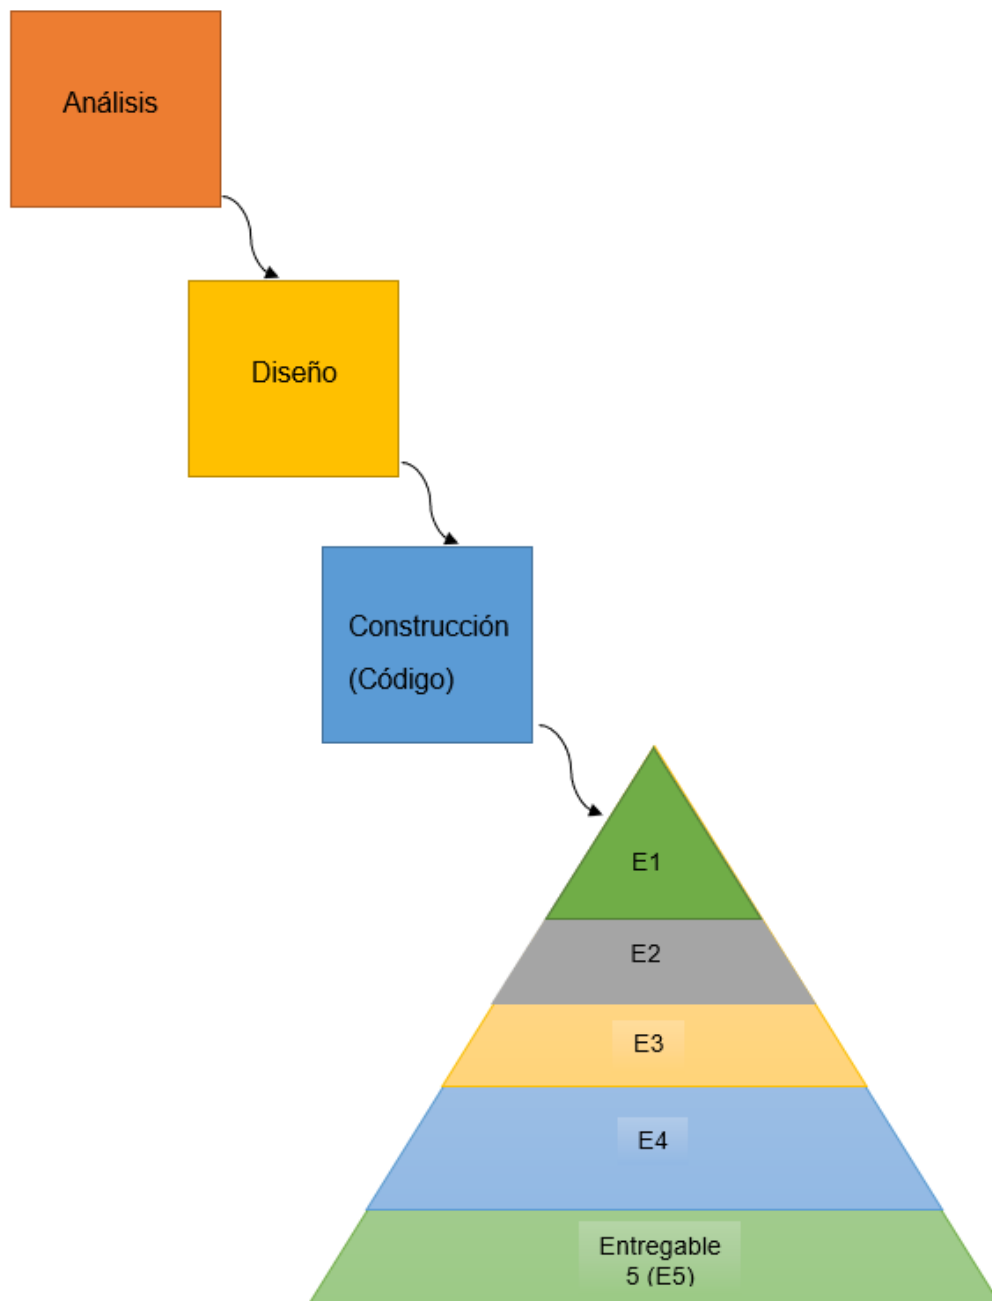 Análisis
Diseño
Construcción
(Código)
E1
E2
E3
E4
Entregable
5 (E5)